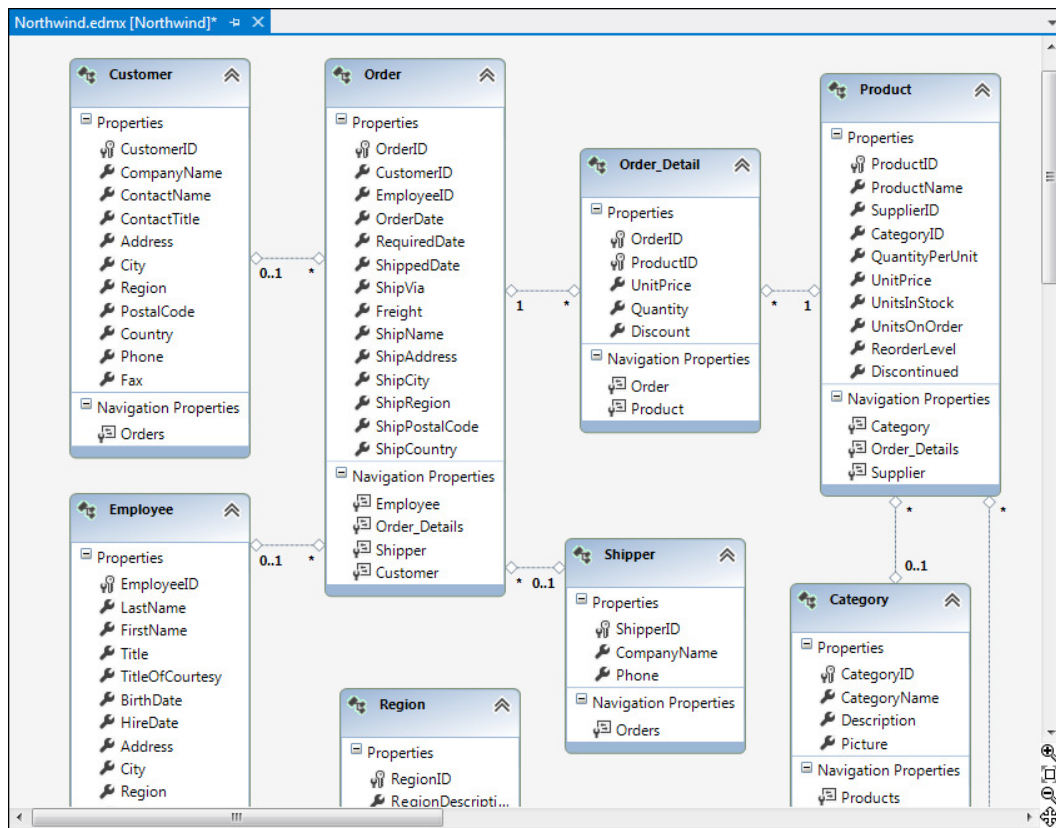 Northwind.edmx [Northwind]*
Customer
Properties
CustomerID
CompanyName
ContactName
ContactTitle
Address
City
Region
PostalCode
Country
Phone
Fax
Navigation Properties
Orders
0..1 *
Order
Properties
OrderID
CustomerID
EmployeeID
OrderDate
RequiredDate
ShippedDate
ShipVia
Freight
ShipName
ShipAddress
ShipCity
ShipRegion
ShipPostalCode
ShipCountry
Navigation Properties
Employee
Order_Details
Shipper
Customer
1 *
Order_Detail
Properties
OrderID
ProductID
UnitPrice
Quantity
Discount
Navigation Properties
Order
Product
* 1
Product
Properties
ProductID
ProductName
SupplierID
CategoryID
QuantityPerUnit
UnitPrice
UnitsInStock
UnitsOnOrder
ReorderLevel
Discontinued
Navigation Properties
Category
Order_Details
Supplier
* *
0..1
Employee
Properties
EmployeeID
LastName
FirstName
Title
TitleOfCourtesy
BirthDate
HireDate
Address
City
Region
0..1 *
* 0..1
Shipper
Properties
ShipperID
CompanyName
Phone
Navigation Properties
Orders
Region
Properties
RegionID
RegionDescripti...
Category
Properties
CategoryID
CategoryName
Description
Picture
Navigation Properties
Products